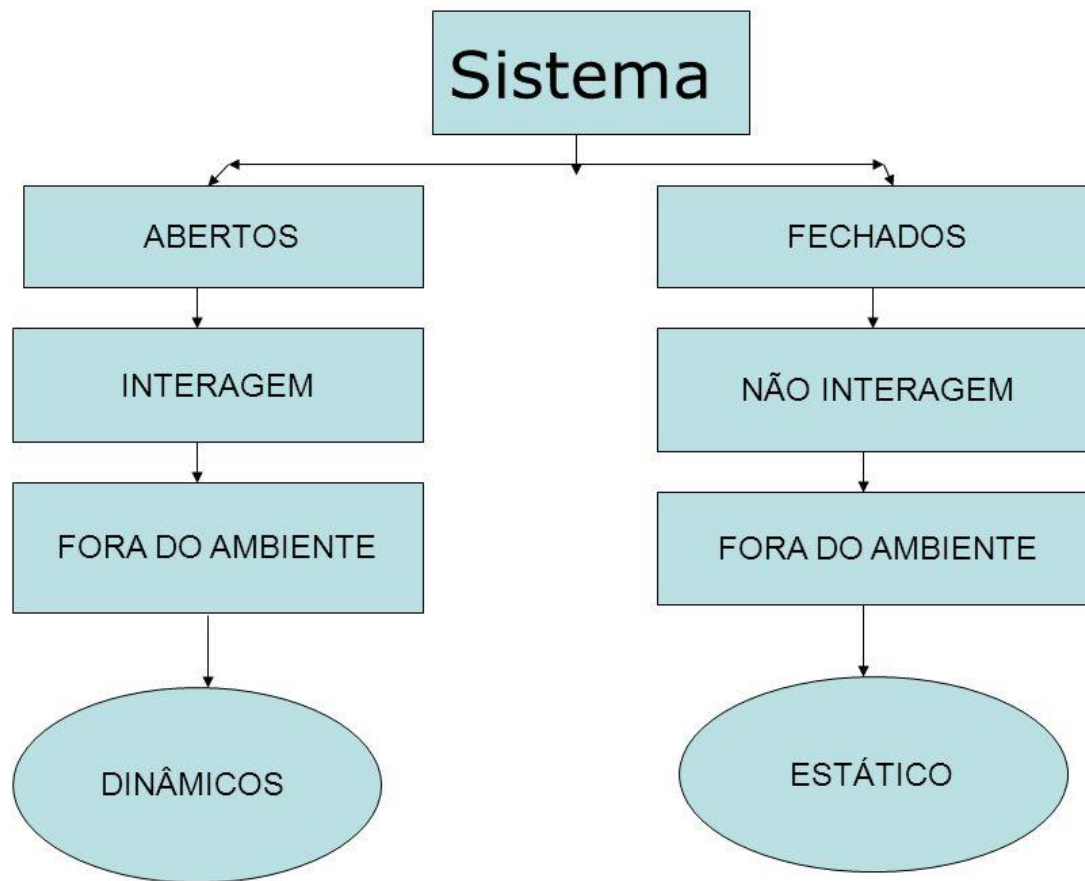 Sistema
ABERTOS
FECHADOS
INTERAGEM
NÃO INTERAGEM
FORA DO AMBIENTE
FORA DO AMBIENTE
DINÂMICOS
ESTÁTICO